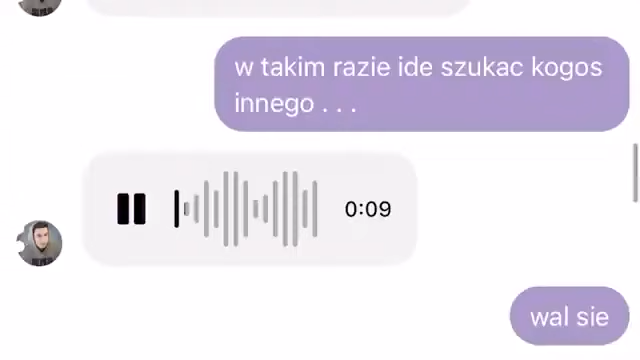 w takim razie ide szukac kogos
innego . . .
0:09
wal sie